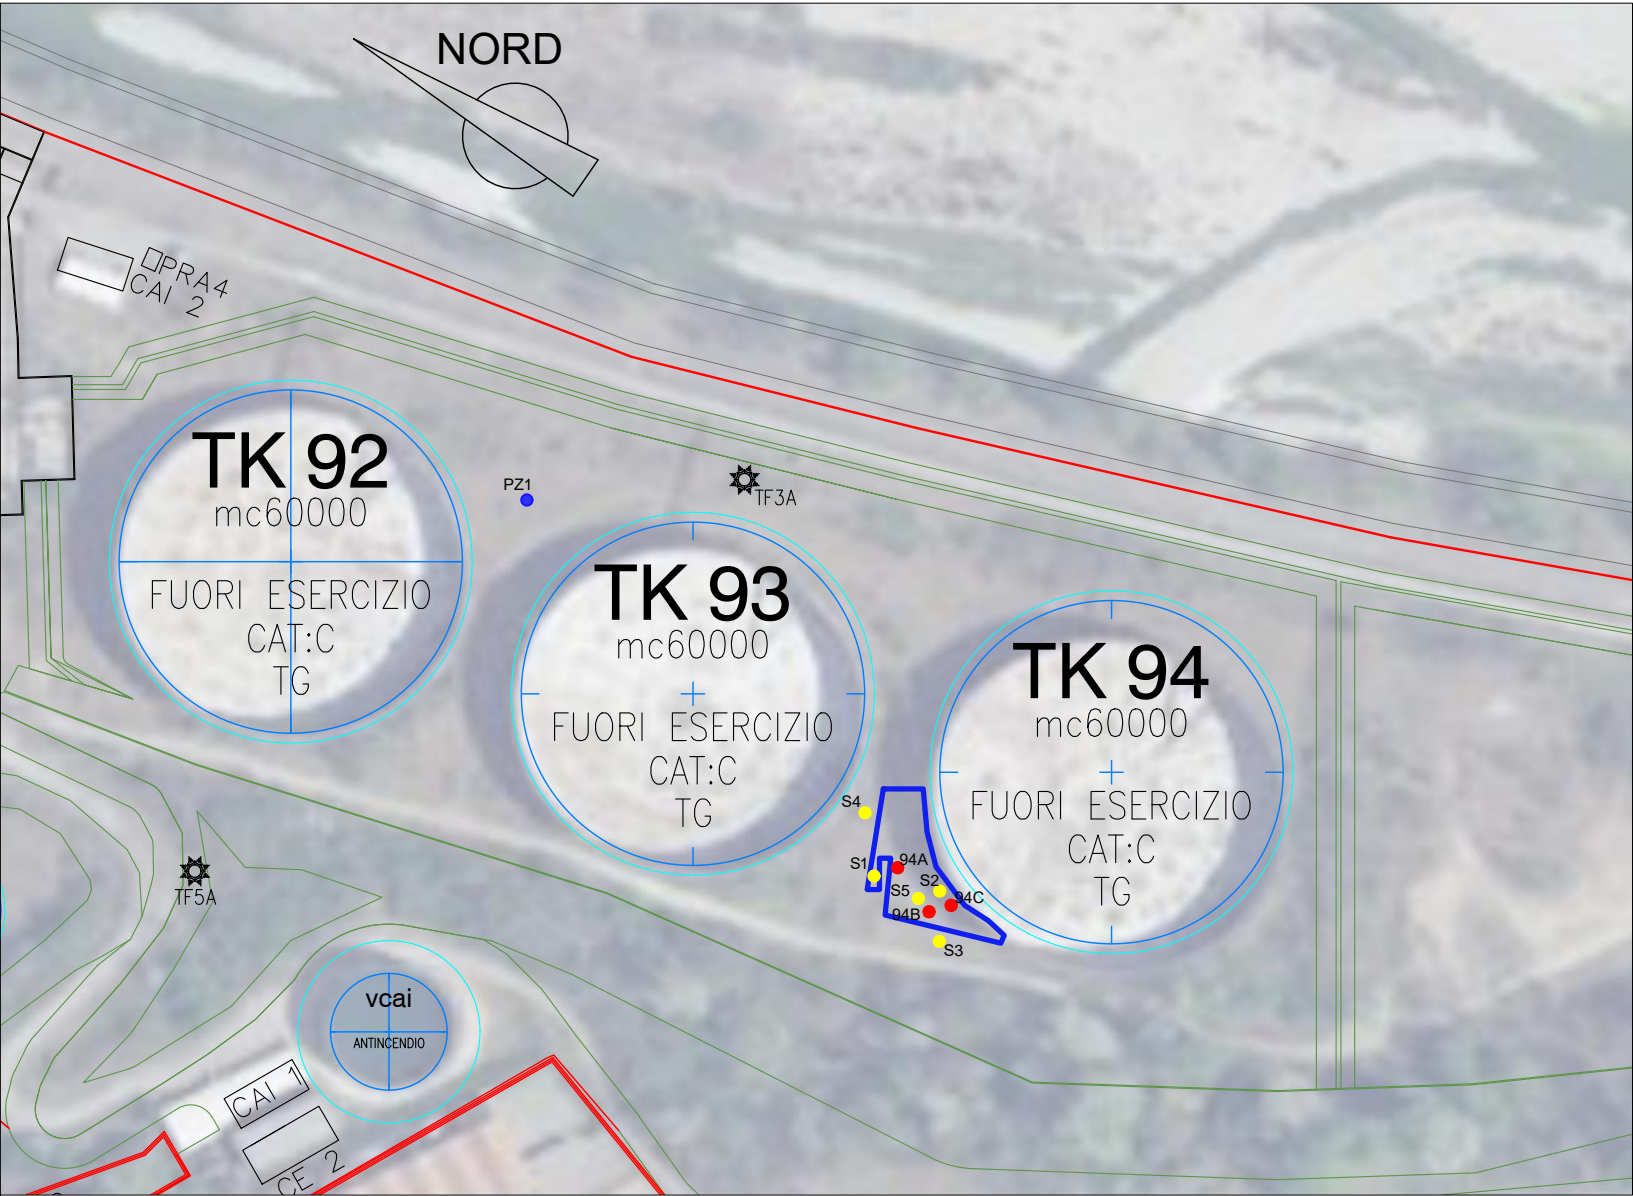 NORD
PRA4
CAI 2
TK 92
mc60000
FUORI ESERCIZIO
CAT:C
TG
PZ1
TF3A
TK 93
mc60000
FUORI ESERCIZIO
CAT:C
TG
TK 94
mc60000
FUORI ESERCIZIO
CAT:C
TG
S4
S1
94A
S2
S5
94C
94B
S3
TF5A
vcai
ANTINCENDIO
CAI 1
CE 2